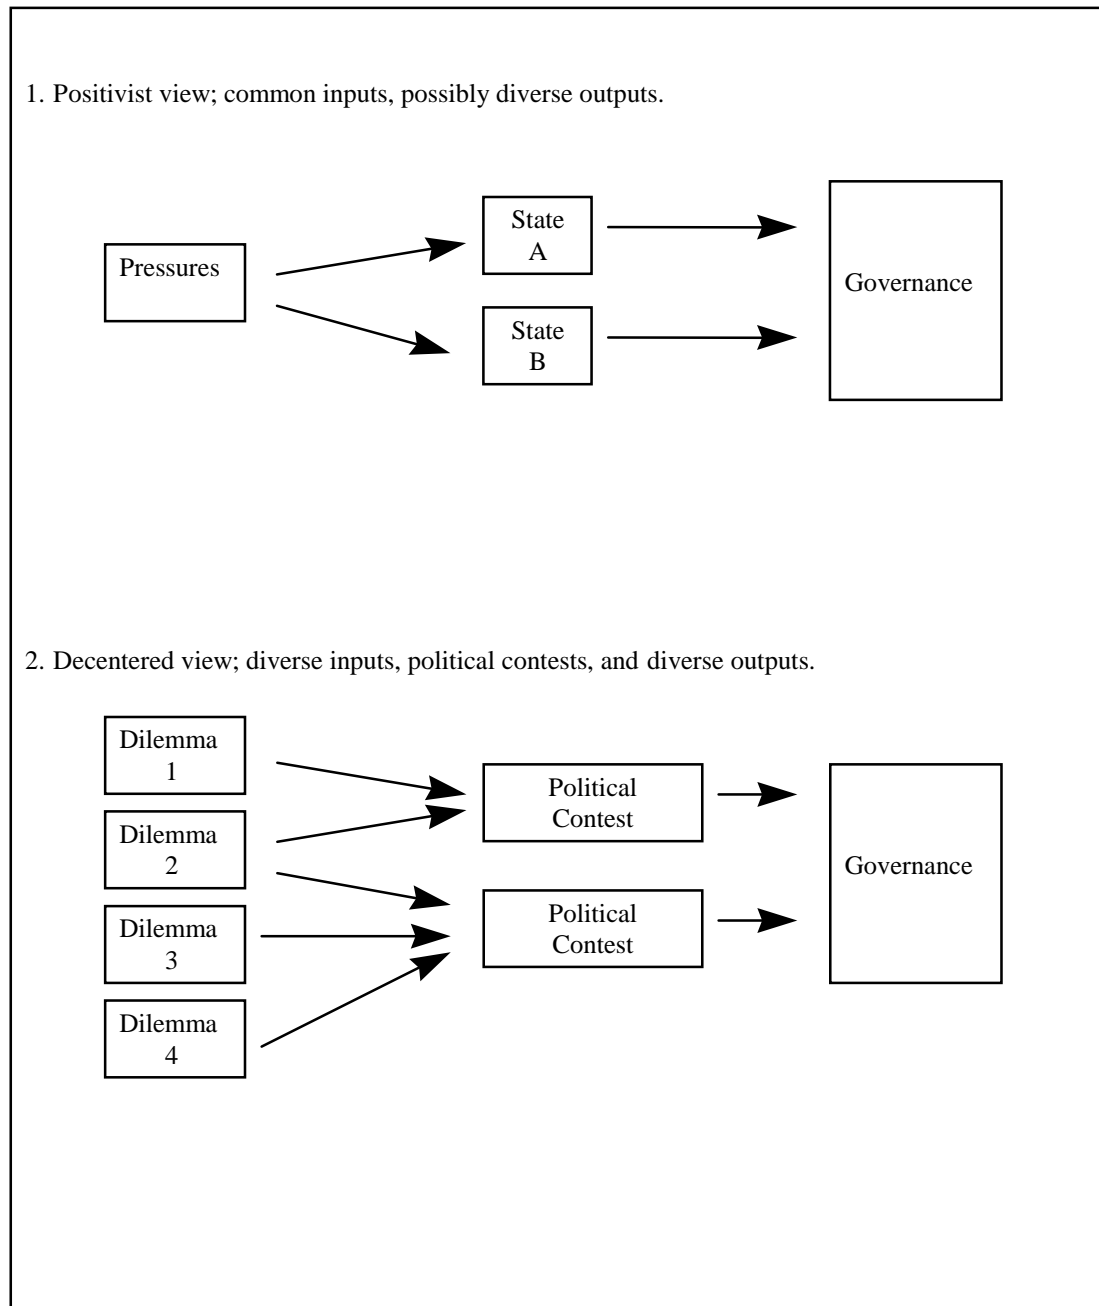 1. Positivist view; common inputs, possibly diverse outputs.
Pressures
State
A
State
B
Governance
2. Decentered view; diverse inputs, political contests, and diverse outputs.
Dilemma
1
Dilemma
2
Dilemma
3
Dilemma
4
Political
Contest
Political
Contest
Governance